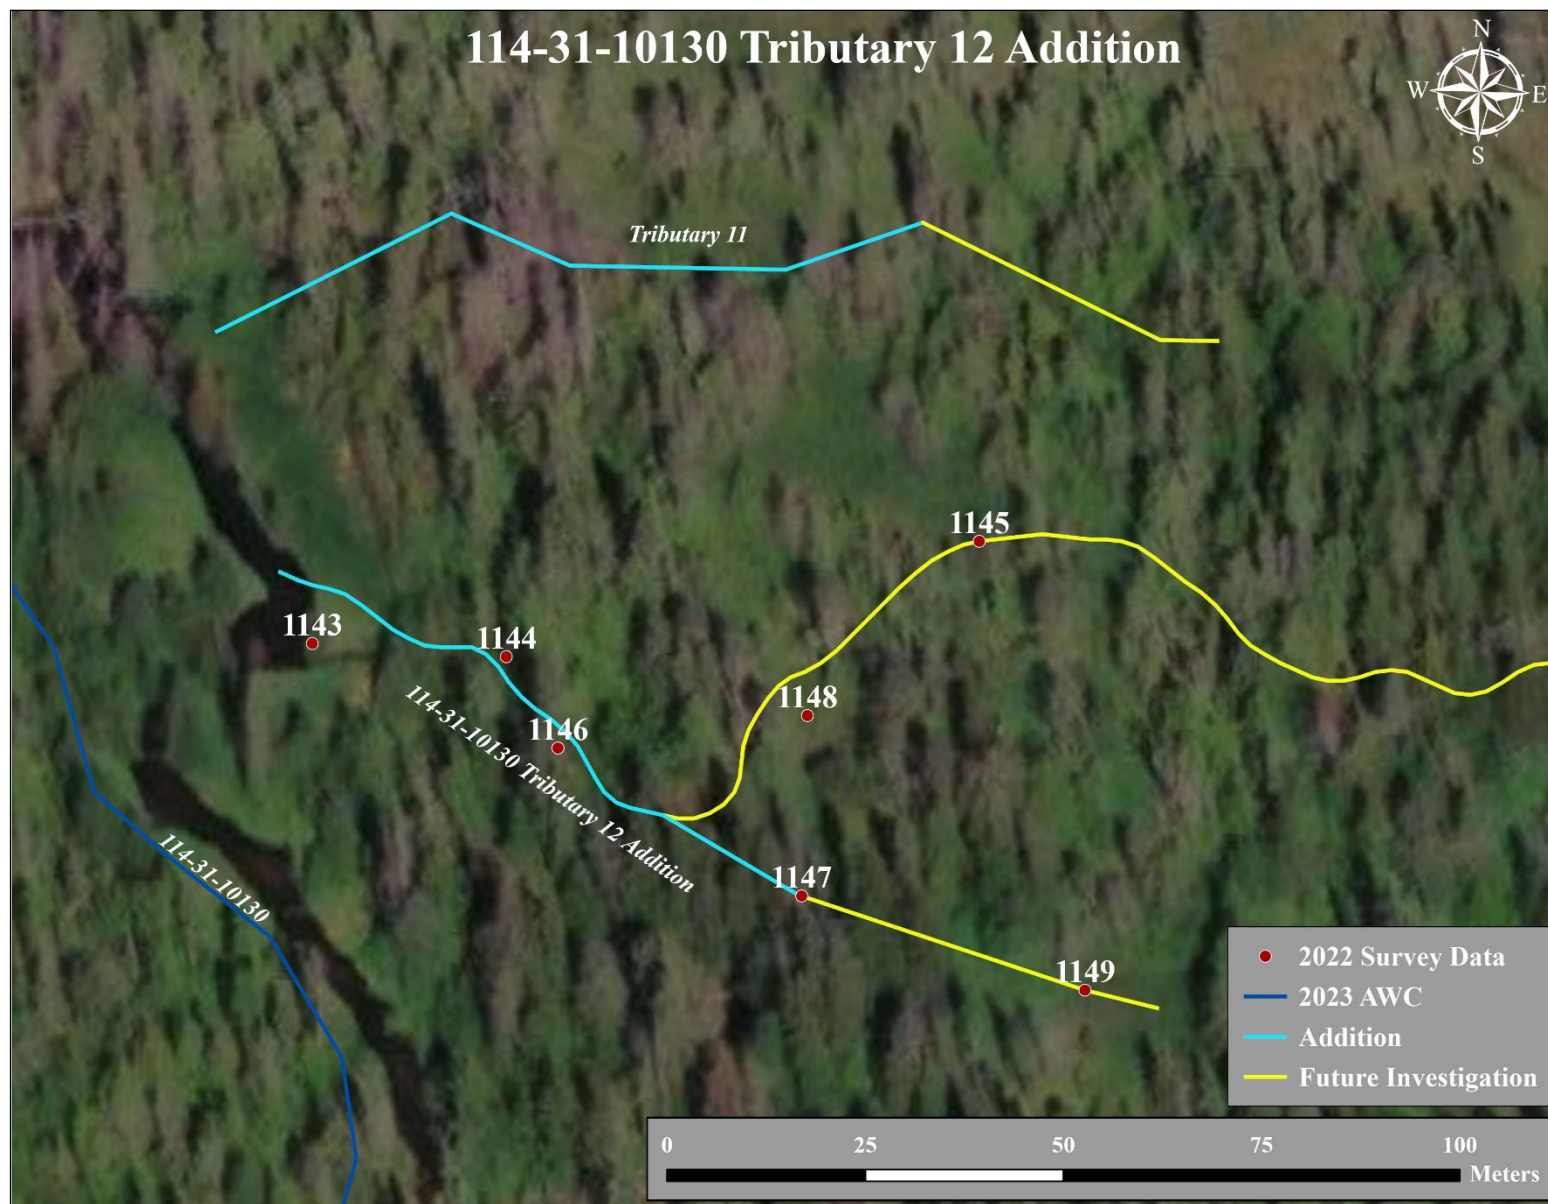 114-31-10130 Tributary 12 Addition
N
W E
S
Tributary 11
1145
1143
1144
1148
1146
114-31-10130 Tributary 12 Addition
114-31-10130
1147
1149
2022 Survey Data
2023 AWC
Addition
Future Investigation
0 25 50 75 100
Meters